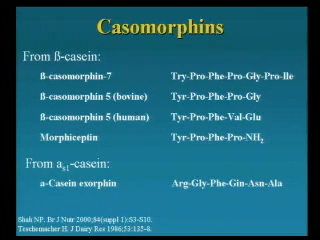 Casomorphins
From ß-casein:
ß-casomorphin-7 Try-Pro-Phe-Pro-Gly-Pro-Ile
ß-casomorphin 5 (bovine) Tyr-Pro-Phe-Pro-Gly
ß-casomorphin 5 (human) Tyr-Pro-Phe-Val-Glu
Morphiceptin Tyr-Pro-Phe-Pro-NH2
From as1-casein:
a-Casein exorphin Arg-Gly-Phe-Gin-Asn-Ala
Shah NP. Br J Nutr 2000;84(suppl 1):S3-S10.
Teschemacher H. J Dairy Res 1986;53:135-8.